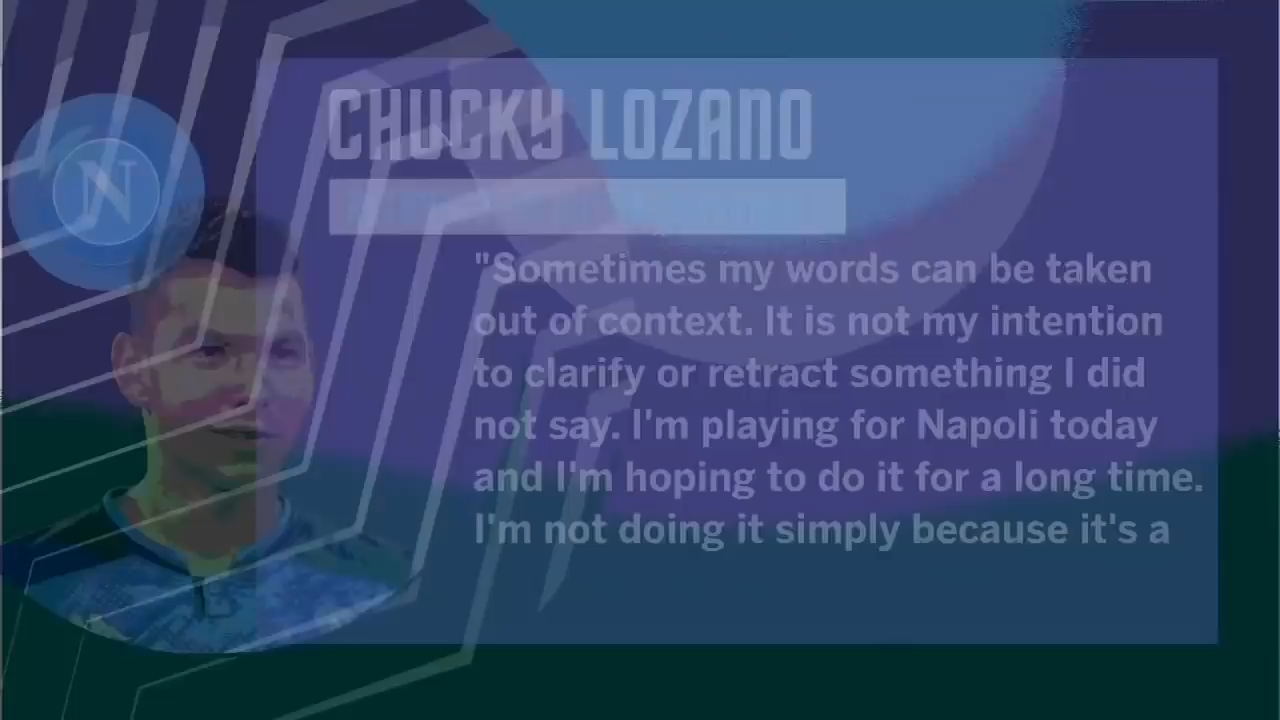 N
CHUCKY LOZANO
"Sometimes my words can be taken
out of context. It is not my intention
to clarify or retract something I did
not say. I'm playing for Napoli today
and I'm hoping to do it for a long time.
I'm not doing it simply because it's a